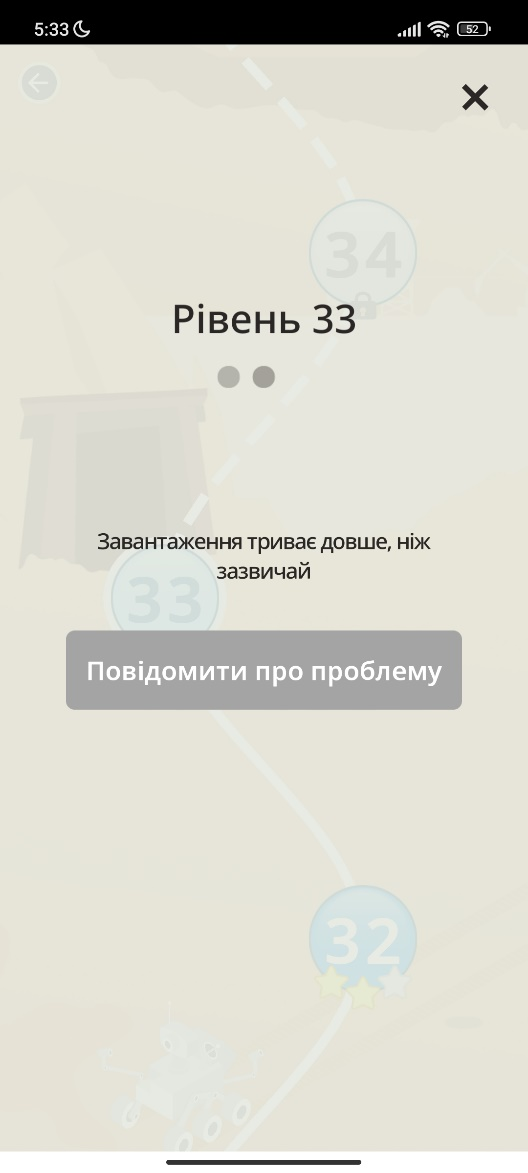 5:33
52
34
Рівень 33
Завантаження триває довше, ніж
зазвичай
33
Повідомити про проблему
32